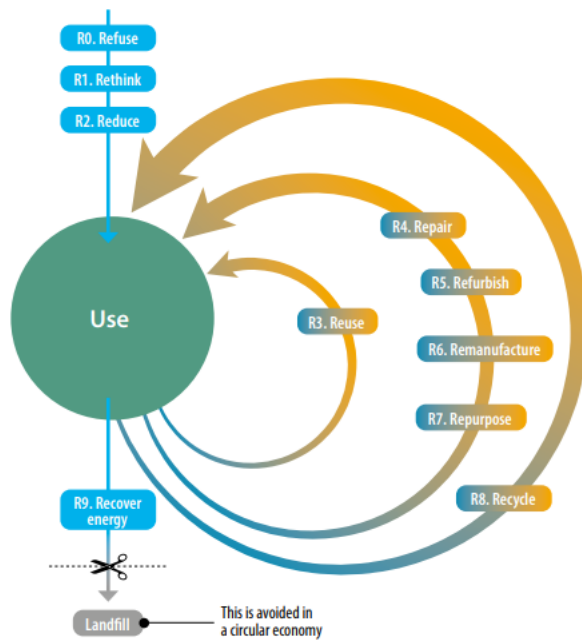 R0. Refuse
R1. Rethink
R2. Reduce
R4. Repair
R5. Refurbish
Use
R3. Reuse
R6. Remanufacture
R7. Repurpose
R8. Recycle
R9. Recover
energy
Landfill
This is avoided in
a circular economy